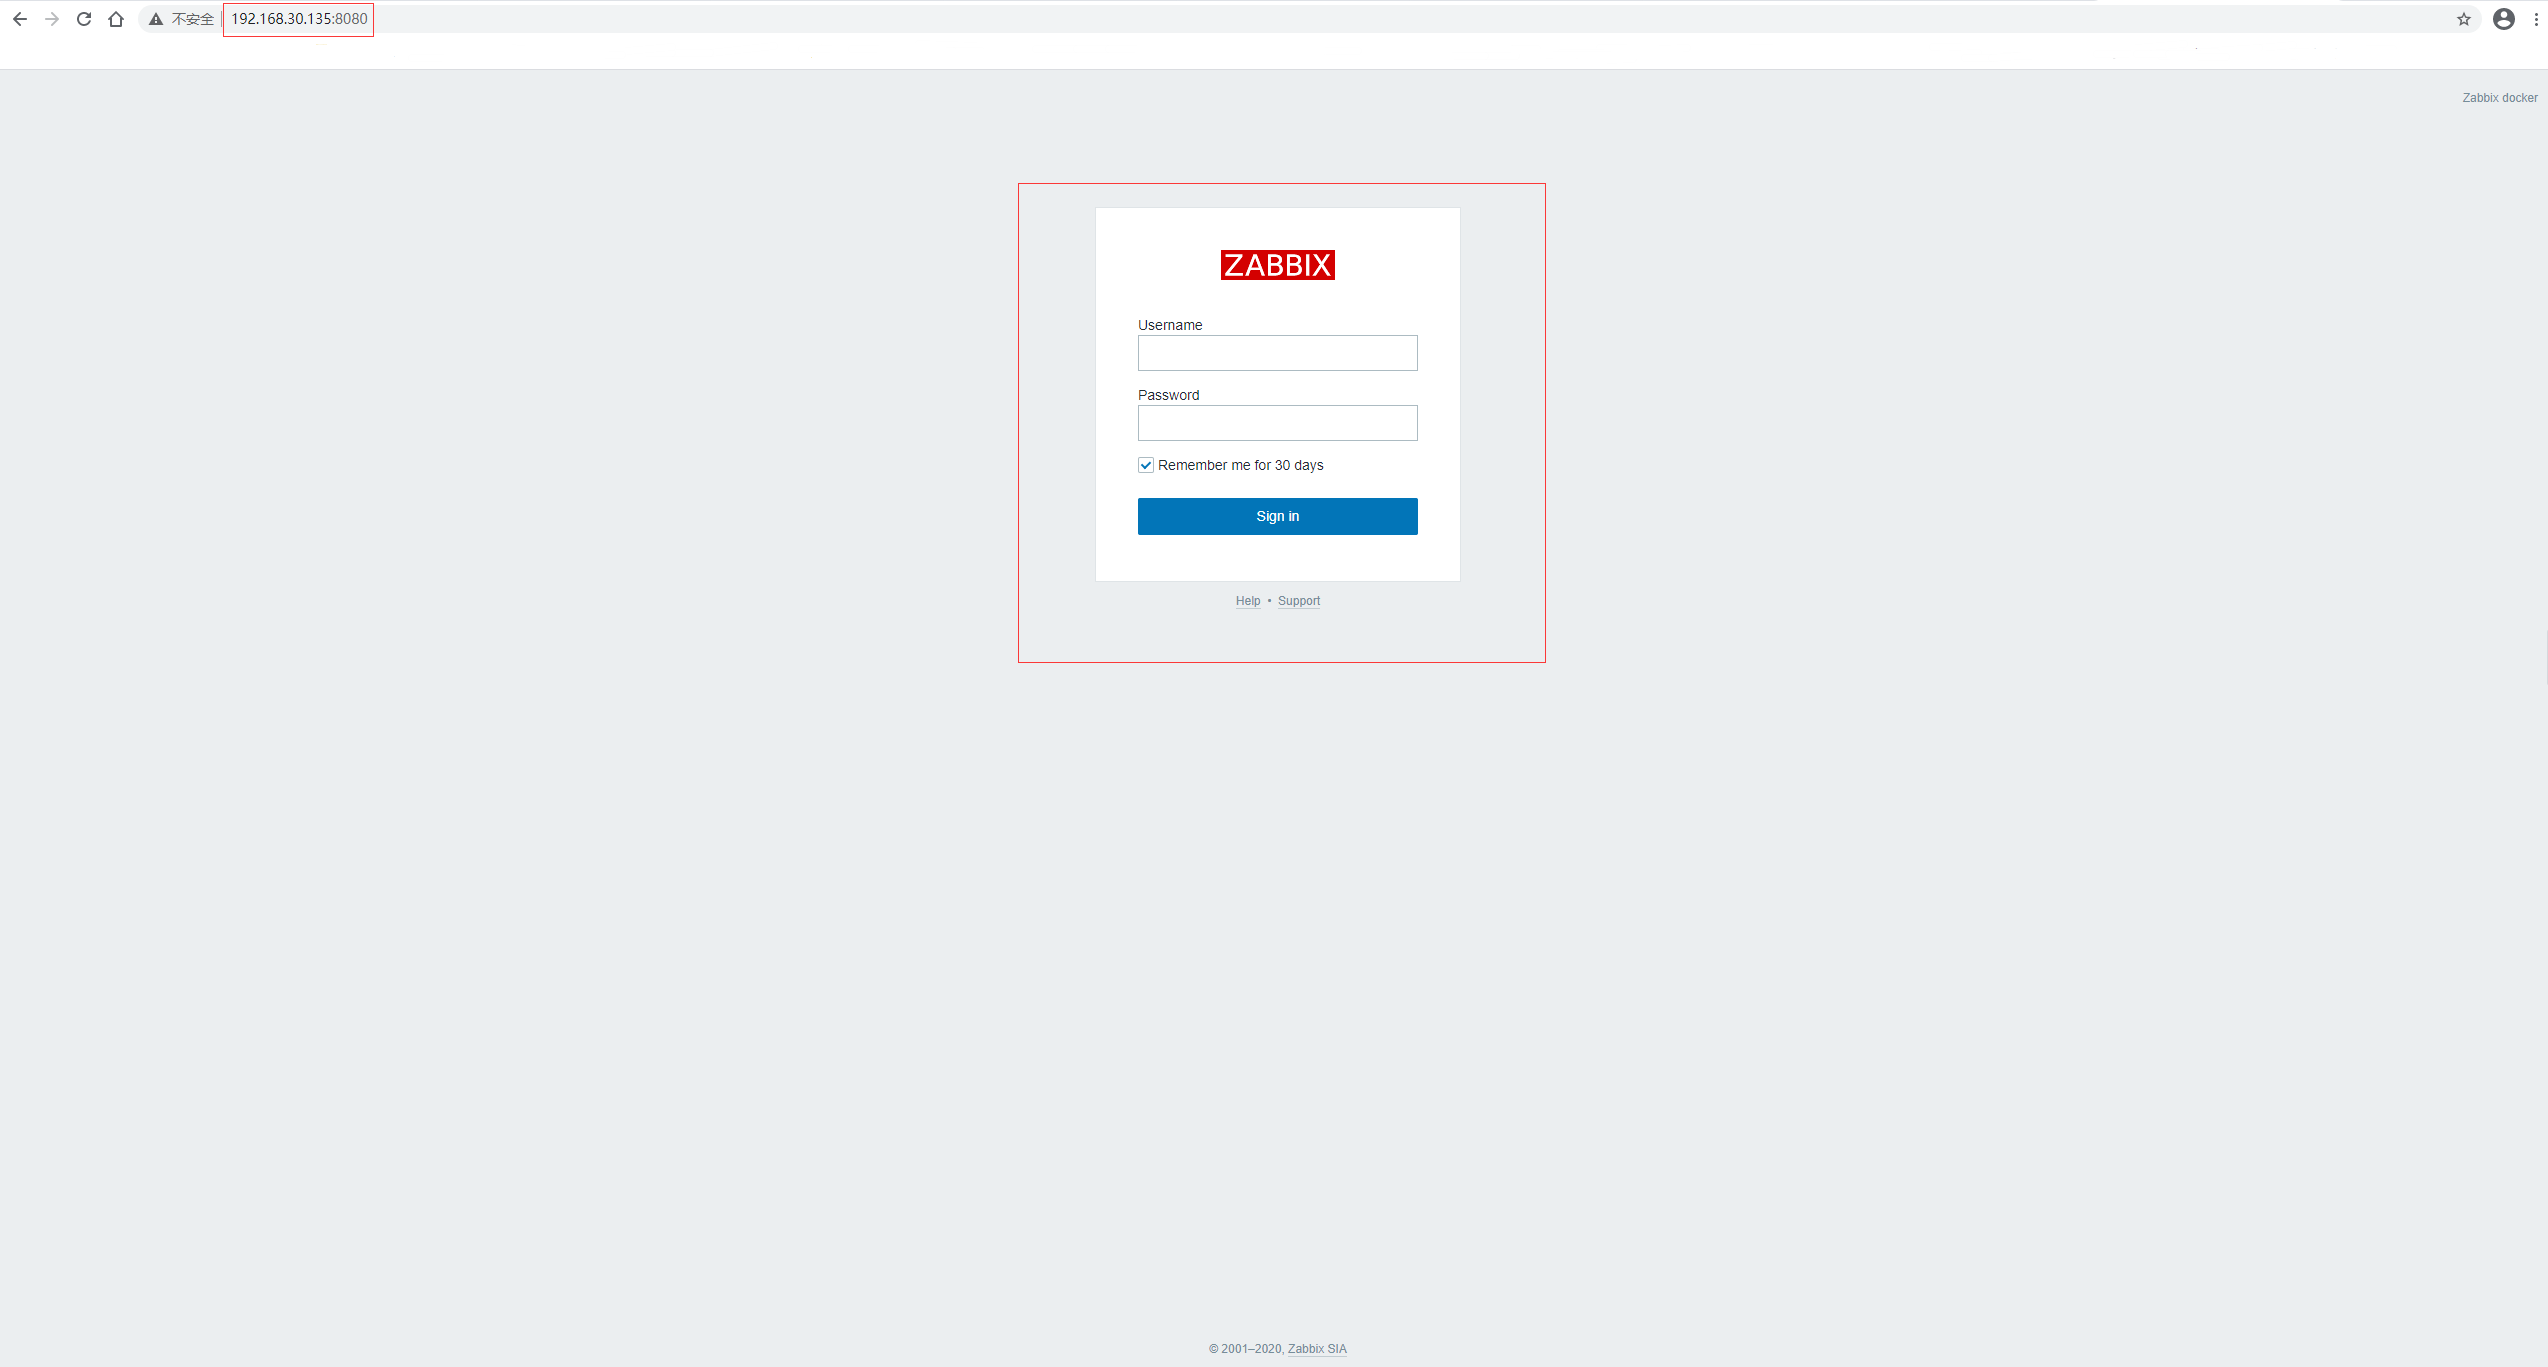 不安全 | 192.168.30.135:8080
Zabbix docker
ZABBIX
Username
Password
Remember me for 30 days
Sign in
Help • Support
© 2001–2020, Zabbix SIA